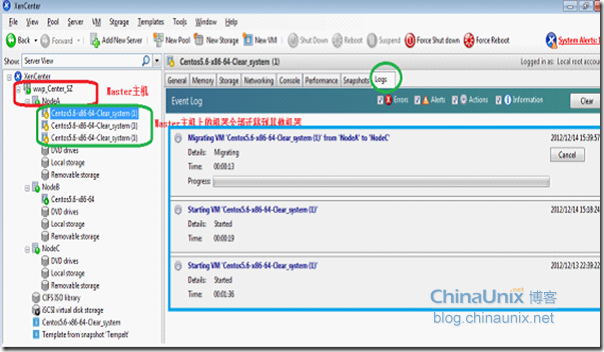 XenCenter
File View Pool Server VM Storage Templates Tools Window Help
Back Forward Add New Server New Pool New Storage New VM Shut Down Reboot Suspend Force Shut down Force Reboot System Alerts:
Show: Server View
Centos5.6-x86-64-Clear_system (1)
Logged in as: Local root account
XenCenter
wwp_Center_SZ
Master主机
NodeA
Centos5.6-x86-64-Clear_system (1)
Centos5.6-x86-64-Clear_system (1)
Centos5.6-x86-64-Clear_system (1)
DVD drives
Local storage
Removable storage
NodeB
Centos5.6-x86-64
DVD drives
Local storage
Removable storage
NodeC
DVD drives
Local storage
Removable storage
CIFS ISO library
iSCSI virtual disk storage
Centos5.6-x86-64-Clear_system (1)
Template from snapshot 'Templet'
General Memory Storage Networking Console Performance Snapshots Logs
Event Log
Errors Alerts Actions Information Clear
Master主机上的机器全部迁移到其他机器
Migrating VM 'Centos5.6-x86-64-Clear_system (1)' from 'NodeA' to 'NodeC'
2012/12/14 15:39:57
Details: Migrating
Cancel
Time: 00:00:13
Progress:
Starting VM 'Centos5.6-x86-64-Clear_system (1)'
2012/12/14 15:18:24
Details: Started
Time: 00:00:19
Starting VM 'Centos5.6-x86-64-Clear_system (1)'
2012/12/13 22:39:22
Details: Started
Time: 00:01:36
ChinaUnix.net 博客
blog.chinaunix.net